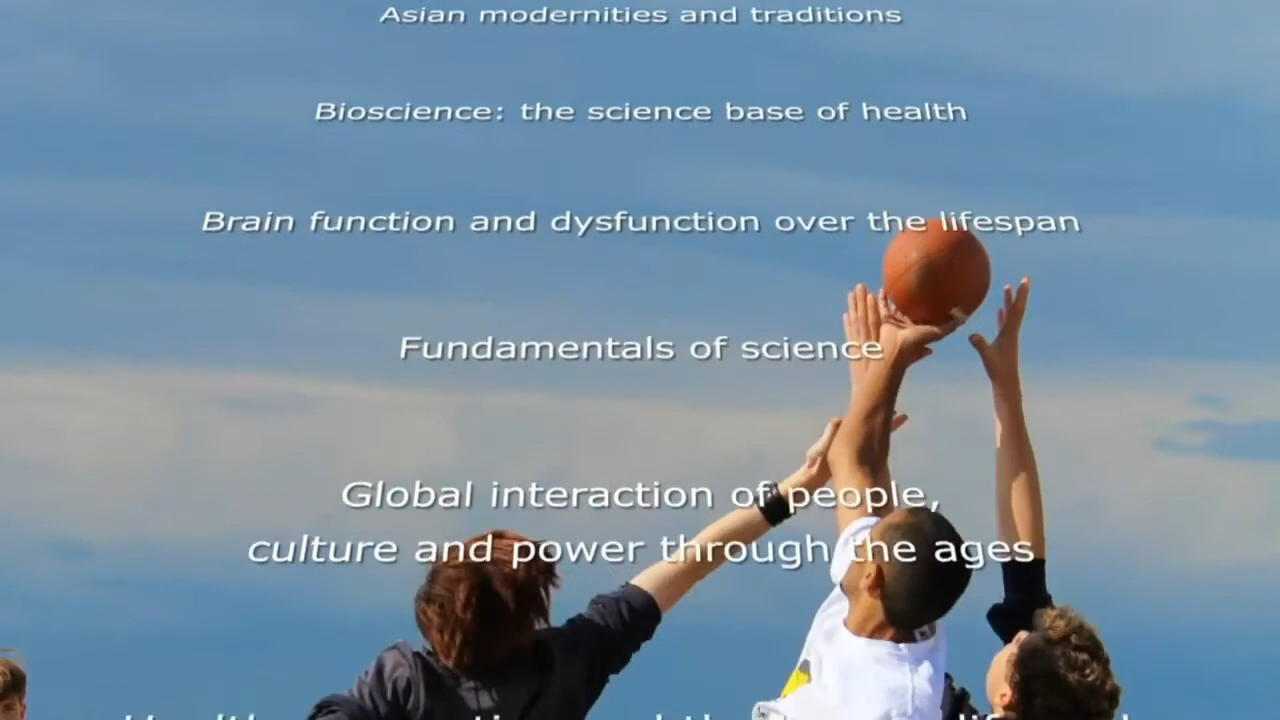 Asian modernities and traditions
Bioscience: the science base of health
Brain function and dysfunction over the lifespan
Fundamentals of science
Global interaction of people,
culture and power through the ages